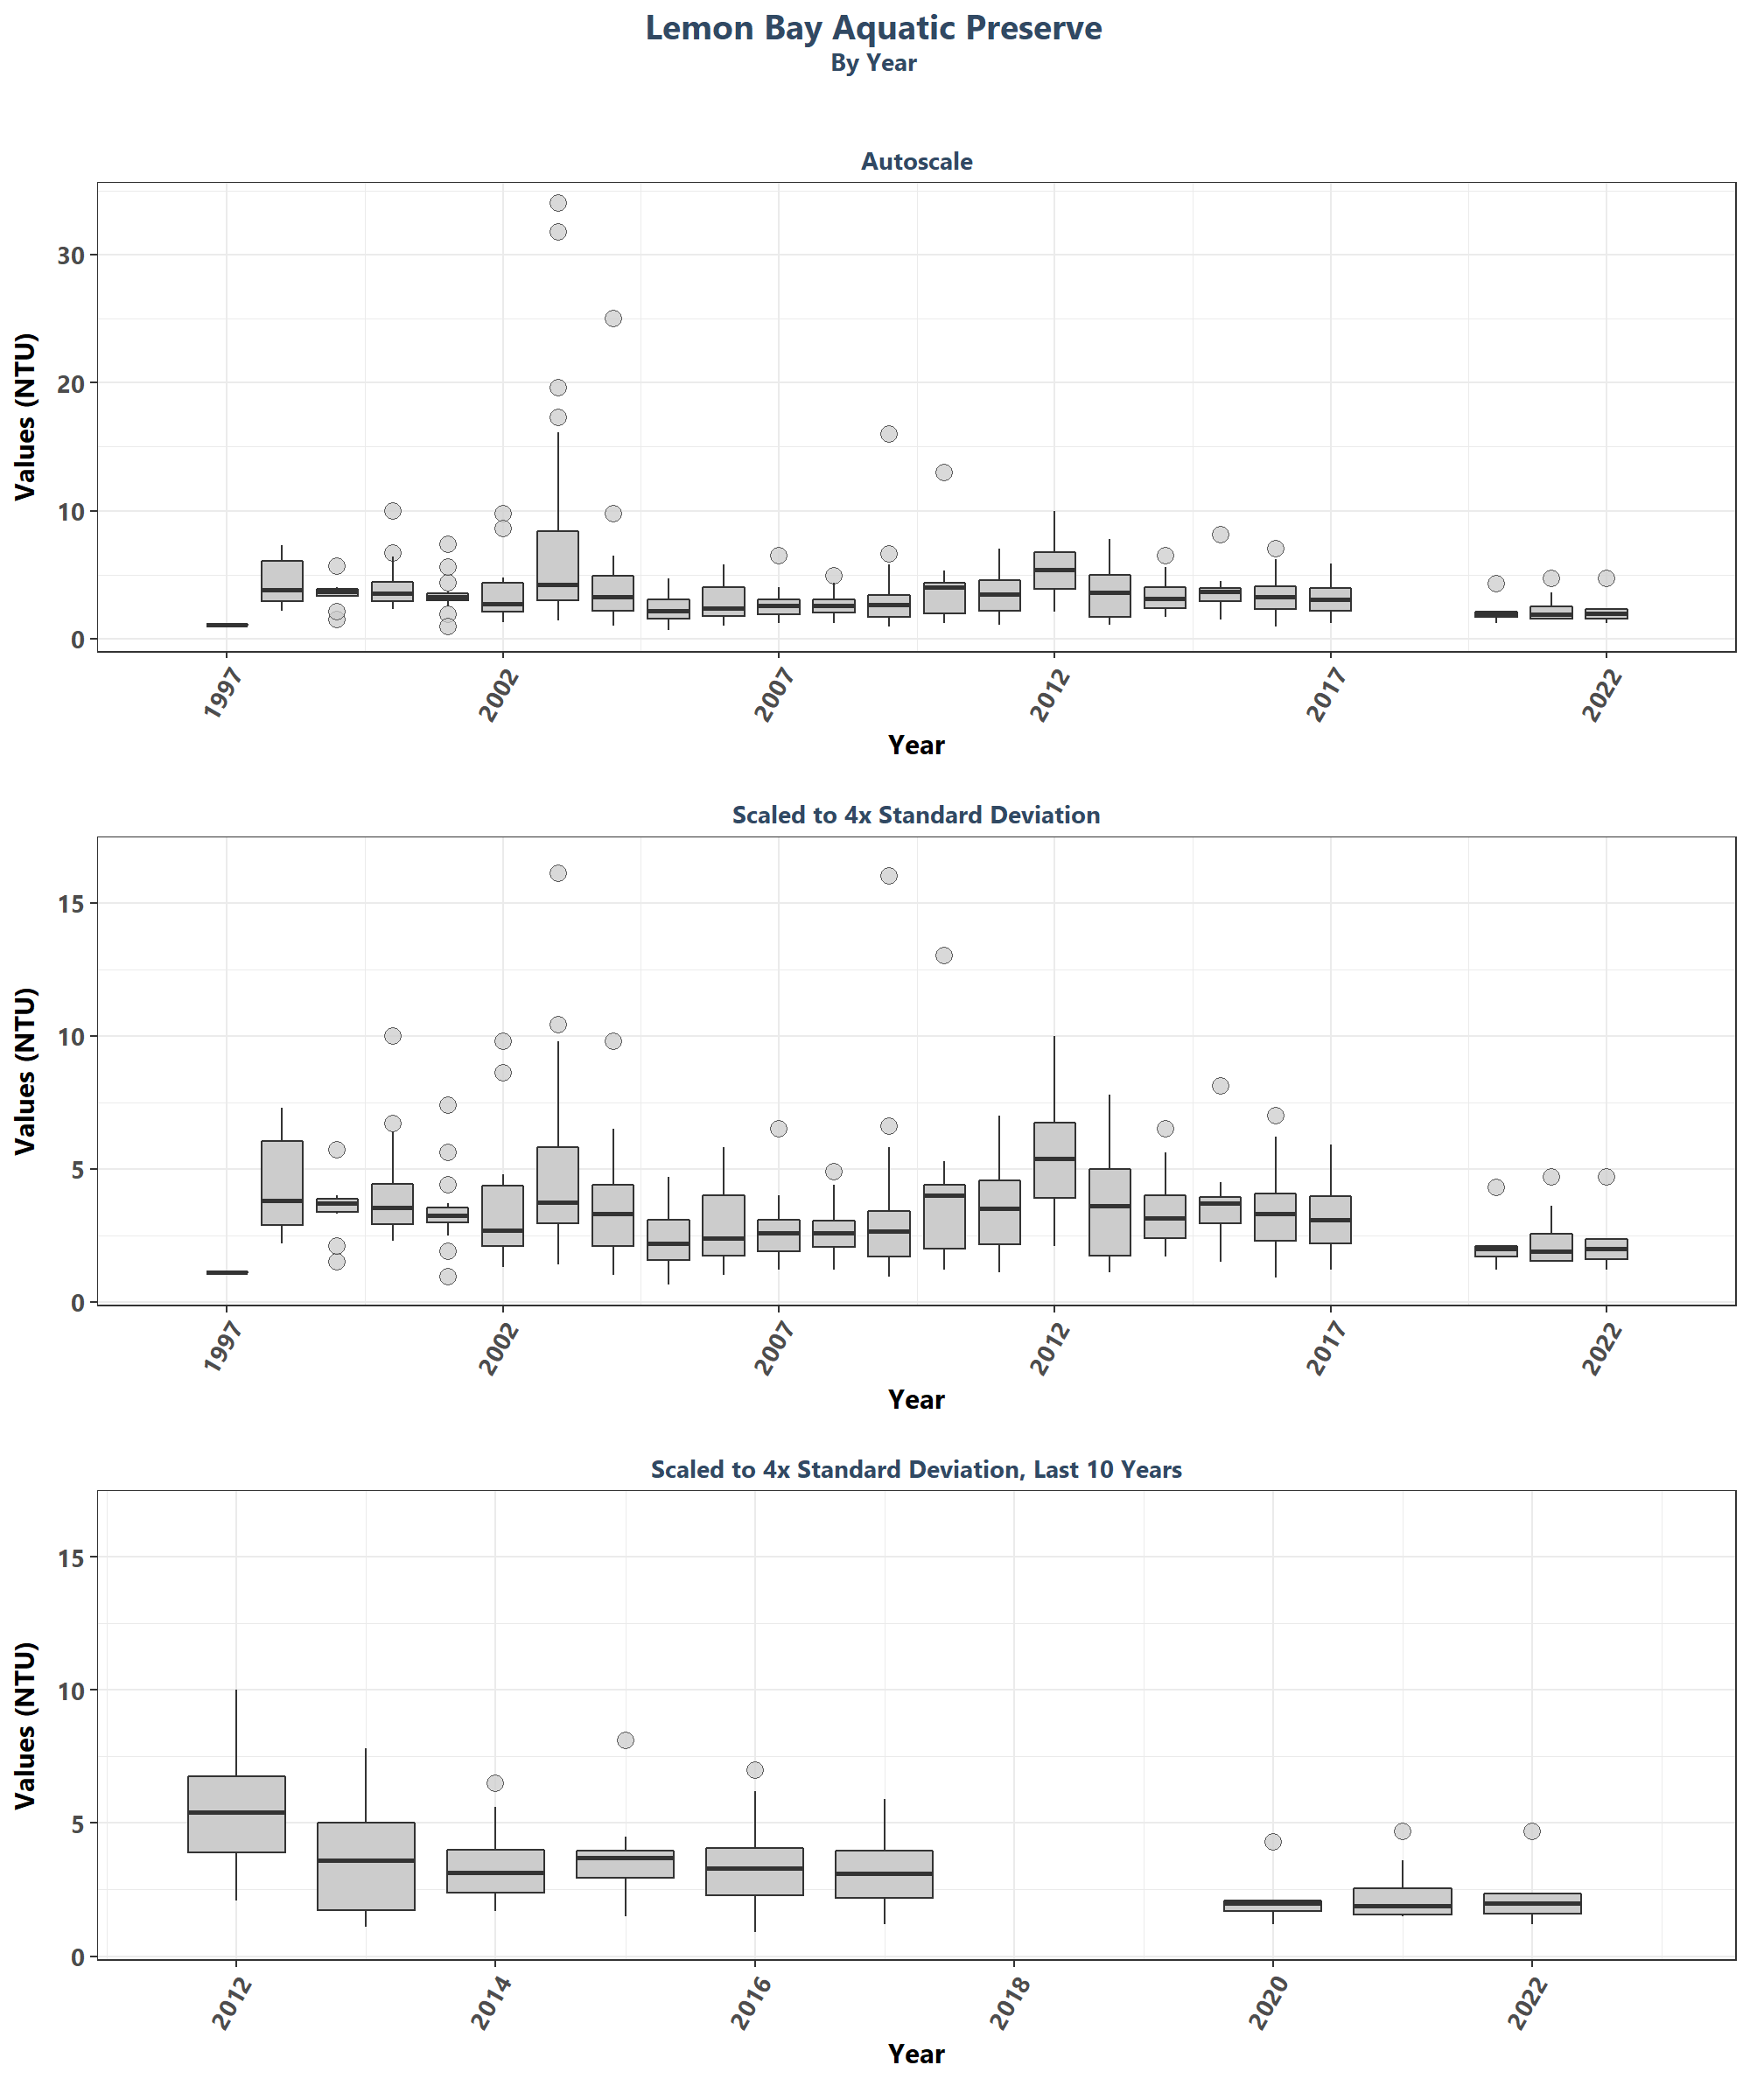 Lemon Bay Aquatic Preserve
By Year
Autoscale
Values (NTU)
30
20
10
0
1997
2002
2007
2012
2017
2022
Year
Scaled to 4x Standard Deviation
Values (NTU)
15
10
5
0
1997
2002
2007
2012
2017
2022
Year
Scaled to 4x Standard Deviation, Last 10 Years
Values (NTU)
15
10
5
0
2012
2014
2016
2018
2020
2022
Year